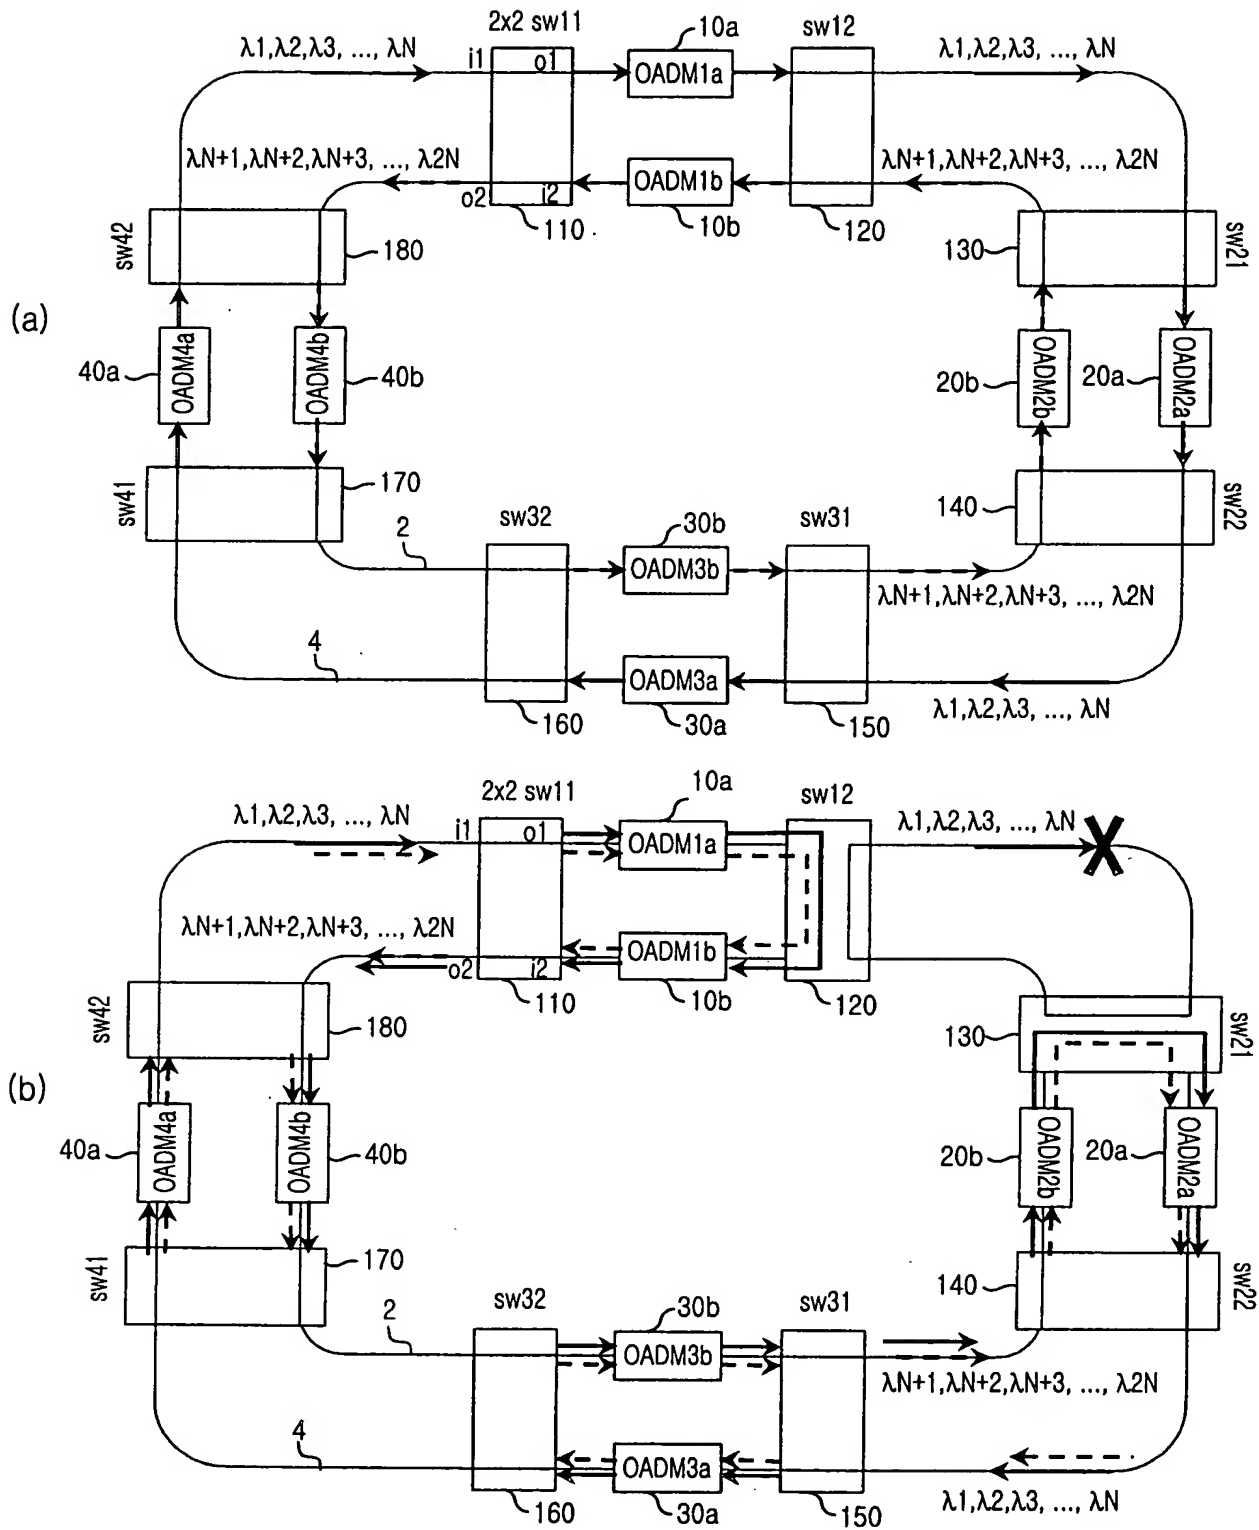 2x2 sw11
10a
sw12
λ1,λ2,λ3, ..., λN
i1
o1
OADM1a
λ1,λ2,λ3, ..., λN
λN+1,λN+2,λN+3, ..., λ2N
o2
i2
OADM1b
λN+1,λN+2,λN+3, ..., λ2N
110
10b
120
sw42
180
130
sw21
(a)
40a
OADM4a
OADM4b
40b
20b
OADM2b
20a
OADM2a
sw41
170
2
sw32
30b
sw31
140
sw22
OADM3b
λN+1,λN+2,λN+3, ..., λ2N
4
OADM3a
λ1,λ2,λ3, ..., λN
160
30a
150
2x2 sw11
10a
sw12
λ1,λ2,λ3, ..., λN
i1
o1
OADM1a
λ1,λ2,λ3, ..., λN
λN+1,λN+2,λN+3, ..., λ2N
o2
i2
OADM1b
110
10b
120
sw42
180
130
sw21
(b)
40a
OADM4a
OADM4b
40b
20b
OADM2b
20a
OADM2a
sw41
170
2
sw32
30b
sw31
140
sw22
OADM3b
λN+1,λN+2,λN+3, ..., λ2N
4
OADM3a
λ1,λ2,λ3, ..., λN
160
30a
150